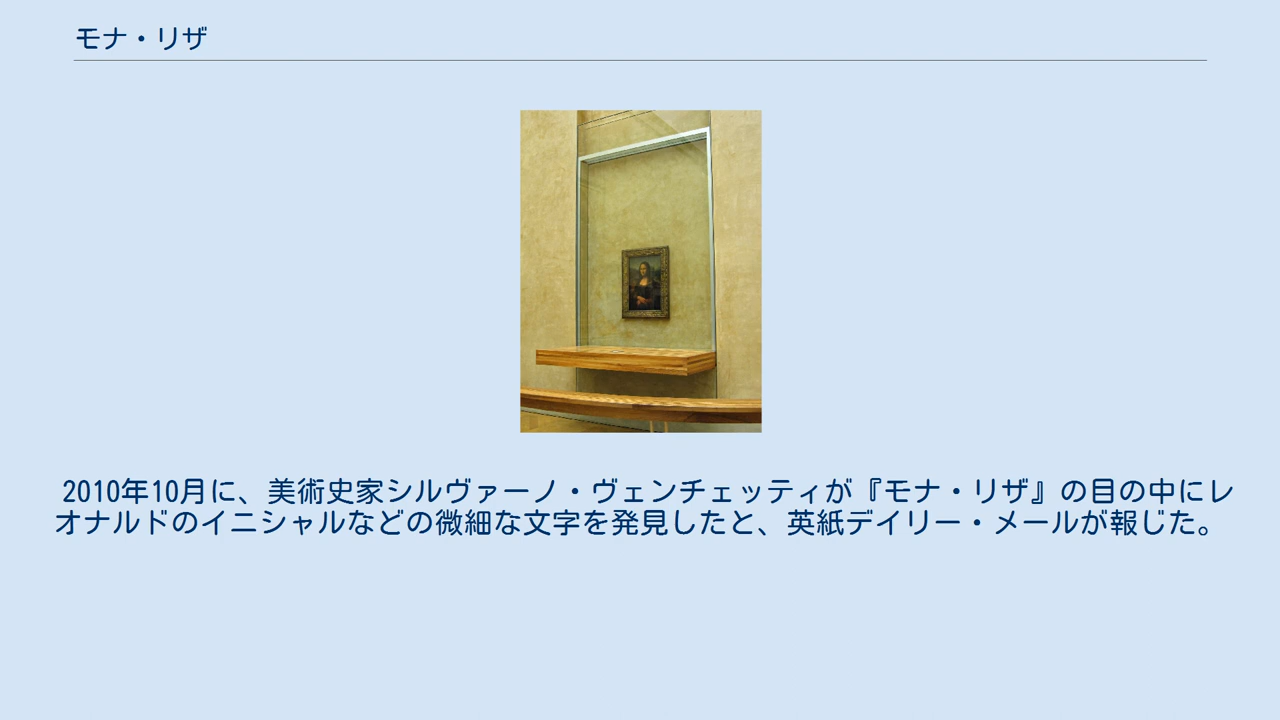 モナ・リザ
2010年10月に、美術史家シルヴァーノ・ヴェンチェッティが『モナ・リザ』の目の中にレ
オナルドのイニシャルなどの微細な文字を発見したと、英紙デイリー・メールが報じた。